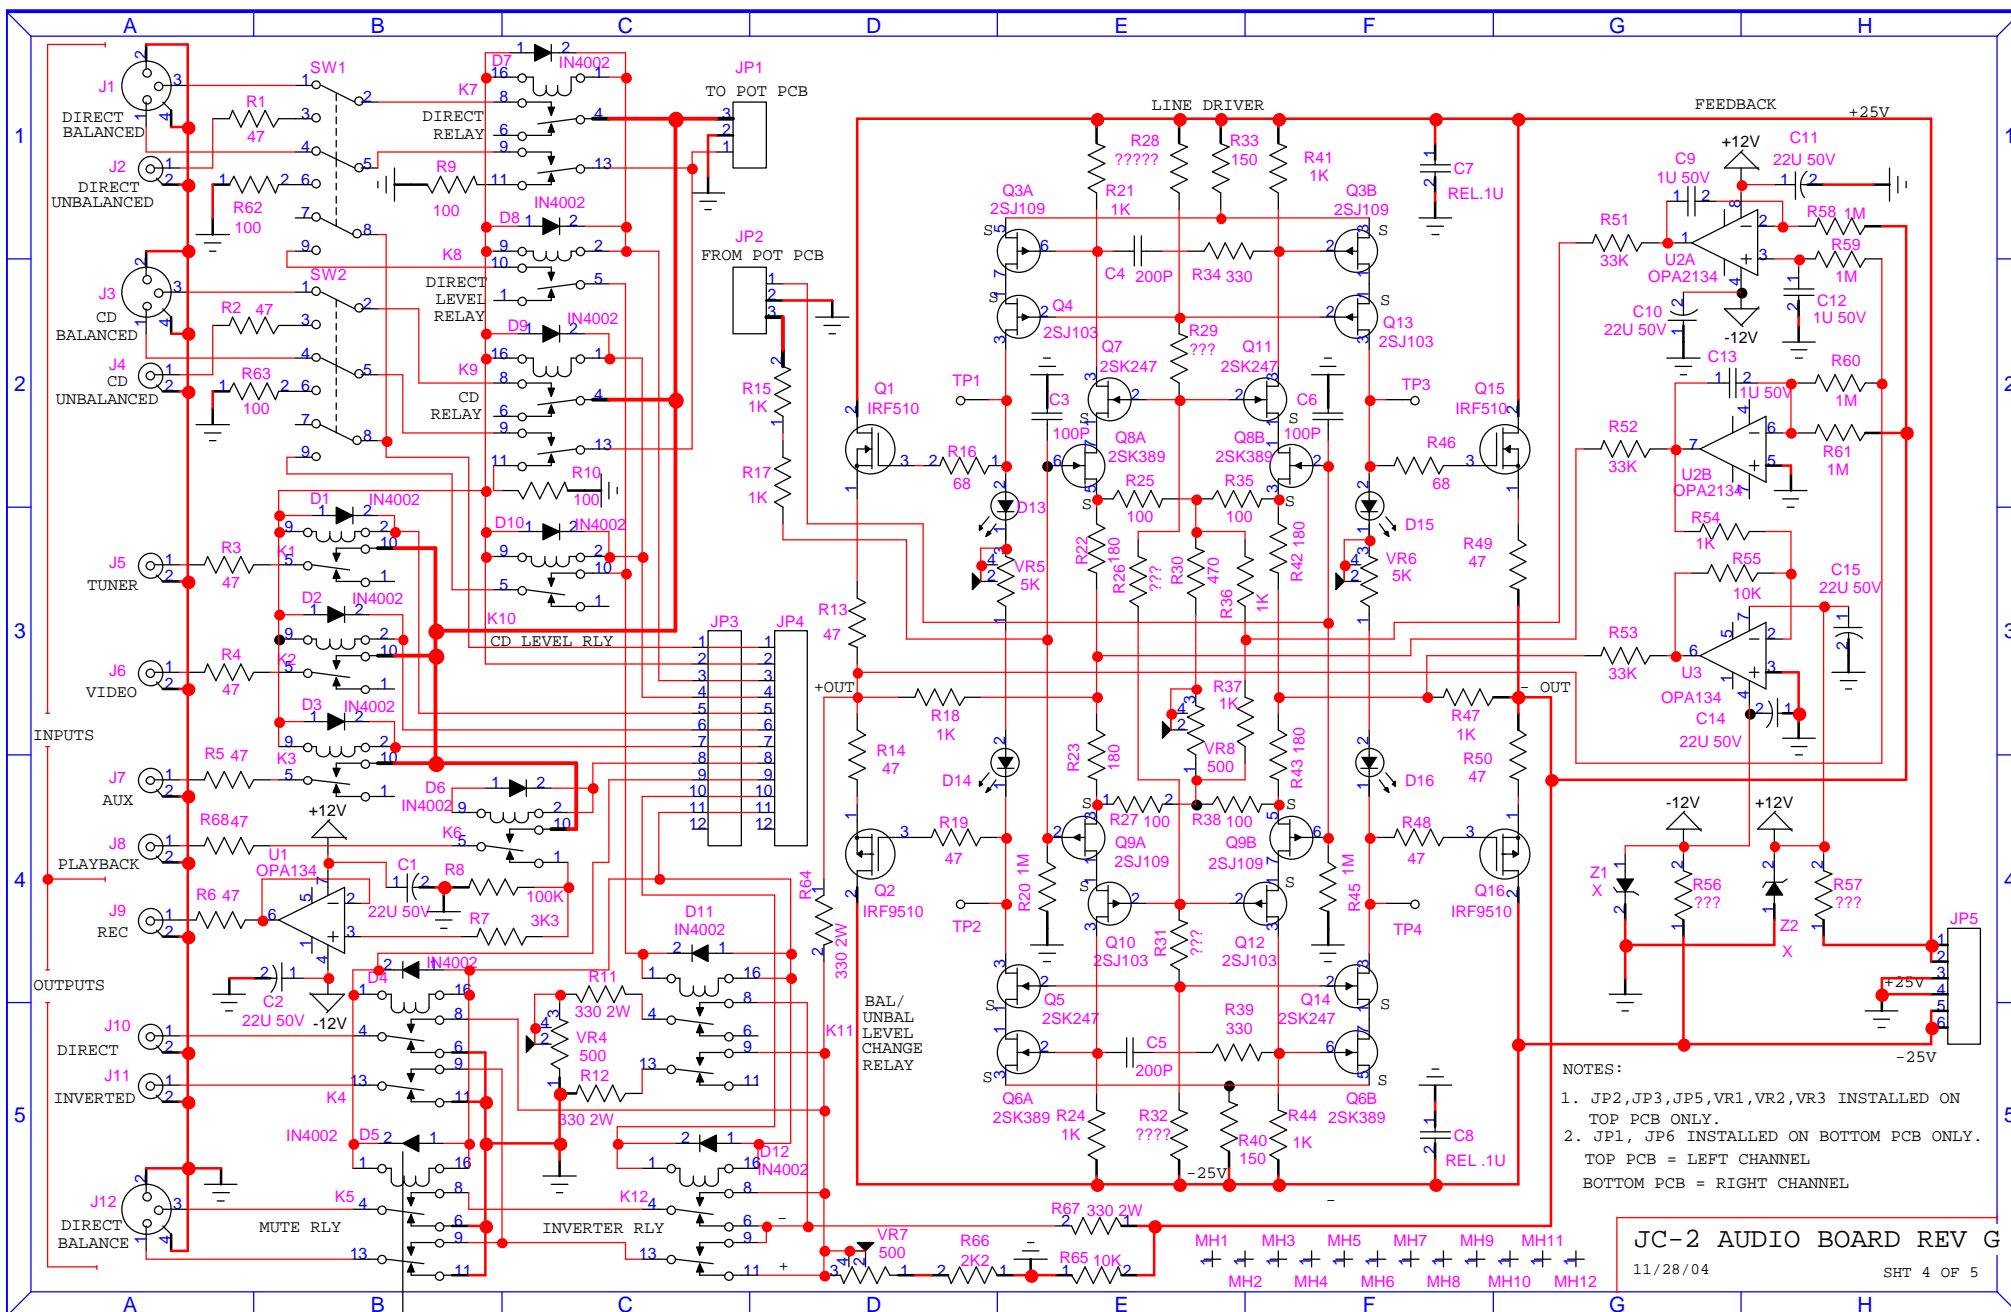 A B C D E F G H
1 2 3 4 5
1 2 3 4 5
J1
DIRECT
BALANCED
R1
47
SW1
J2
DIRECT
UNBALANCED
R62
100
R9
100
D7
IN4002
K7
DIRECT
RELAY
JP1
TO POT PCB
D8
IN4002
K8
DIRECT
LEVEL
RELAY
JP2
FROM POT PCB
J3
CD
BALANCED
R2 47
SW2
J4
CD
UNBALANCED
R63
100
D9
IN4002
K9
CD
RELAY
R10
100
D10
IN4002
K10
CD LEVEL RLY
R15
1K
R17
1K
D1
IN4002
K1
J5
TUNER
R3
47
D2
IN4002
K2
J6
VIDEO
R4
47
D3
IN4002
K3
INPUTS
J7
AUX
R5 47
D6
IN4002
K6
J8
PLAYBACK
R68 47
+12V
U1
OPA134
C1
22U 50V
R8
100K
R7
3K3
J9
REC
R6 47
OUTPUTS
C2
22U 50V
-12V
D4
IN4002
K4
J10
DIRECT
J11
INVERTED
IN4002 D5
K5
MUTE RLY
J12
DIRECT
BALANCE
JP3
JP4
D11
IN4002
R11
330 2W
VR4
500
R12
330 2W
K11
BAL/
UNBAL
LEVEL
CHANGE
RELAY
D12
IN4002
K12
INVERTER RLY
-
+
R64
330 2W
VR7
500
R66
2K2
R65 10K
R67 330 2W
LINE DRIVER
Q1
IRF510
R16
68
TP1
R13
47
+OUT
R18
1K
R14
47
R19
47
Q2
IRF9510
TP2
Q3A
2SJ109
R21
1K
R28
?????
R33
150
R41
1K
Q3B
2SJ109
C7
REL.1U
C4
200P
R34 330
Q4
2SJ103
Q13
2SJ103
Q7
2SK247
R29
???
Q11
2SK247
C3
100P
C6
100P
TP3
Q8A
2SK389
Q8B
2SK389
R46
68
Q15
IRF510
D13
R25
100
R35
100
D15
VR5
5K
R22 180
R26 ???
R30 470
R36 1K
R42 180
VR6
5K
R49
47
- OUT
R37
1K
VR8
500
R23 180
R43 180
D14
D16
R47
1K
R50
47
R27 100
R38 100
Q9A
2SJ109
Q9B
2SJ109
R48
47
Q16
IRF9510
R20 1M
R45 1M
Q10
2SJ103
R31 ???
Q12
2SJ103
TP4
Q5
2SK247
Q14
2SK247
R39
330
C5
200P
Q6A
2SK389
Q6B
2SK389
R24
1K
R32
????
R40
150
R44
1K
C8
REL .1U
-25V
-
FEEDBACK
+25V
+12V
C11
22U 50V
C9
1U 50V
R51
33K
U2A
OPA2134
R58 1M
R59
1M
C10
22U 50V
-12V
C12
1U 50V
C13
1U 50V
R60
1M
R52
33K
U2B
OPA2134
R61
1M
R54
1K
R55
10K
C15
22U 50V
R53
33K
U3
OPA134
C14
22U 50V
-12V
+12V
Z1
X
R56
???
Z2
X
R57
???
JP5
+25V
-25V
NOTES:
1. JP2,JP3,JP5,VR1,VR2,VR3 INSTALLED ON
TOP PCB ONLY.
2. JP1, JP6 INSTALLED ON BOTTOM PCB ONLY.
TOP PCB = LEFT CHANNEL
BOTTOM PCB = RIGHT CHANNEL
MH1 MH3 MH5 MH7 MH9 MH11
MH2 MH4 MH6 MH8 MH10 MH12
JC-2 AUDIO BOARD REV G
11/28/04
SHT 4 OF 5
A B C D E F G H